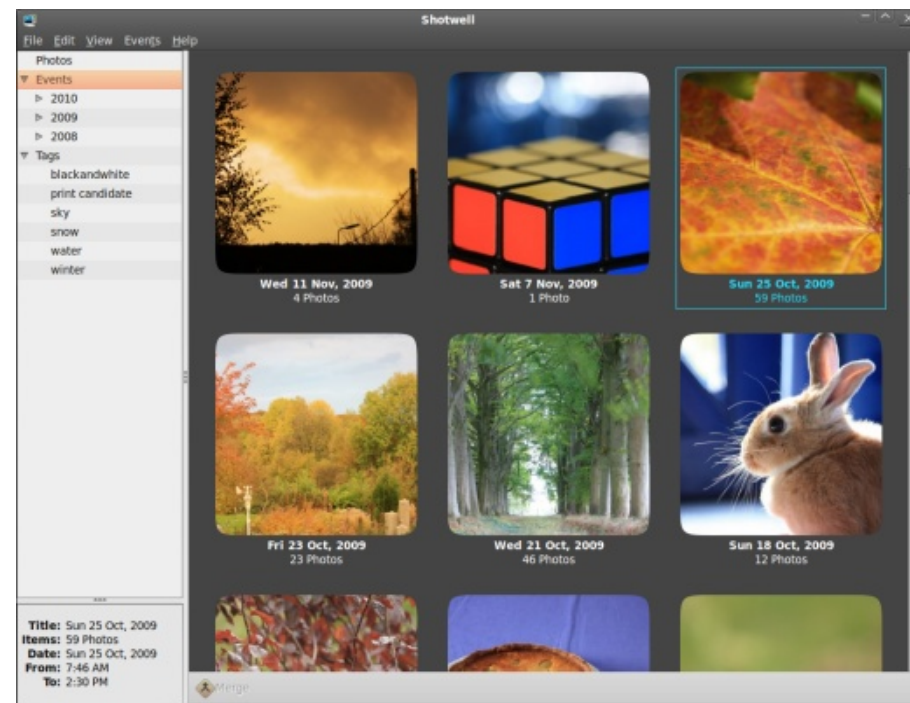 Shotwell
File Edit View Events Help
Photos
Events
2010
2009
2008
Tags
blackandwhite
print candidate
sky
snow
water
winter
Wed 11 Nov, 2009
4 Photos
Sat 7 Nov, 2009
1 Photo
Sun 25 Oct, 2009
59 Photos
Fri 23 Oct, 2009
23 Photos
Wed 21 Oct, 2009
46 Photos
Sun 18 Oct, 2009
12 Photos
Title: Sun 25 Oct, 2009
Items: 59 Photos
Date: Sun 25 Oct, 2009
From: 7:46 AM
To: 2:30 PM
Merge